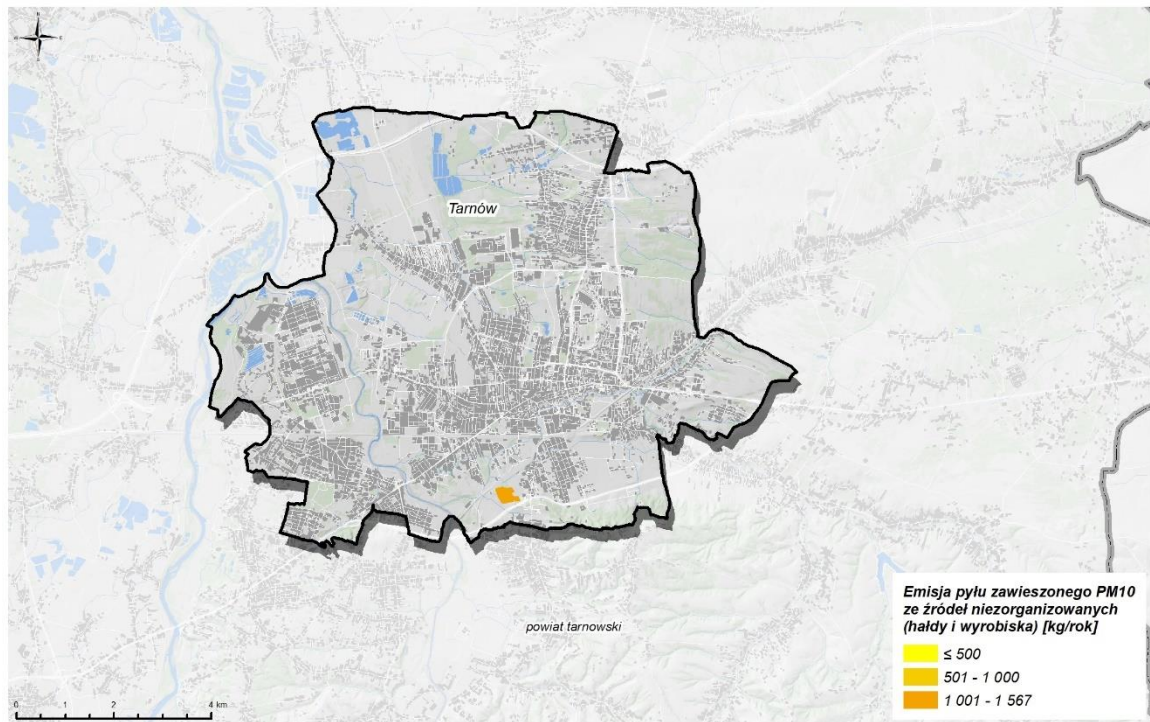 N
W E
S
Tarnów
powiat tarnowski
Emisja pyłu zawieszonego PM10
ze źródeł niezorganizowanych
(hałdy i wyrobiska) [kg/rok]
≤ 500
501 - 1 000
1 001 - 1 567
0 1 2 4 km